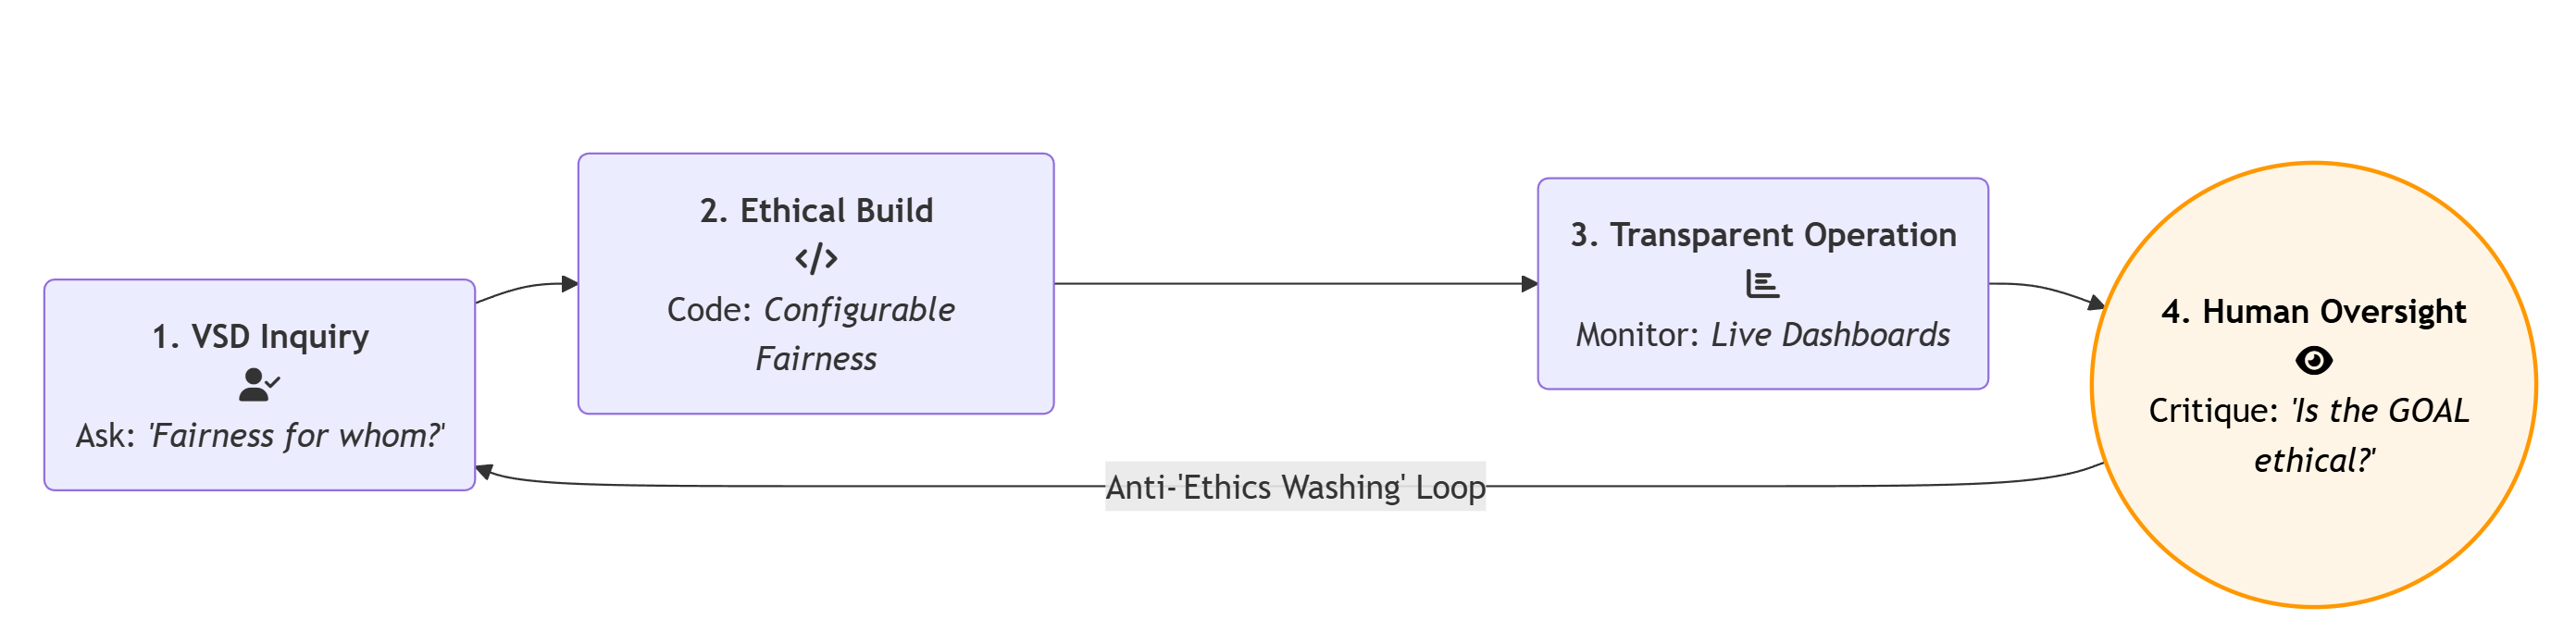 1. VSD Inquiry
Ask: 'Fairness for whom?'
2. Ethical Build
Code: Configurable
Fairness
3. Transparent Operation
Monitor: Live Dashboards
4. Human Oversight
Critique: 'Is the GOAL
ethical?'
Anti-'Ethics Washing' Loop